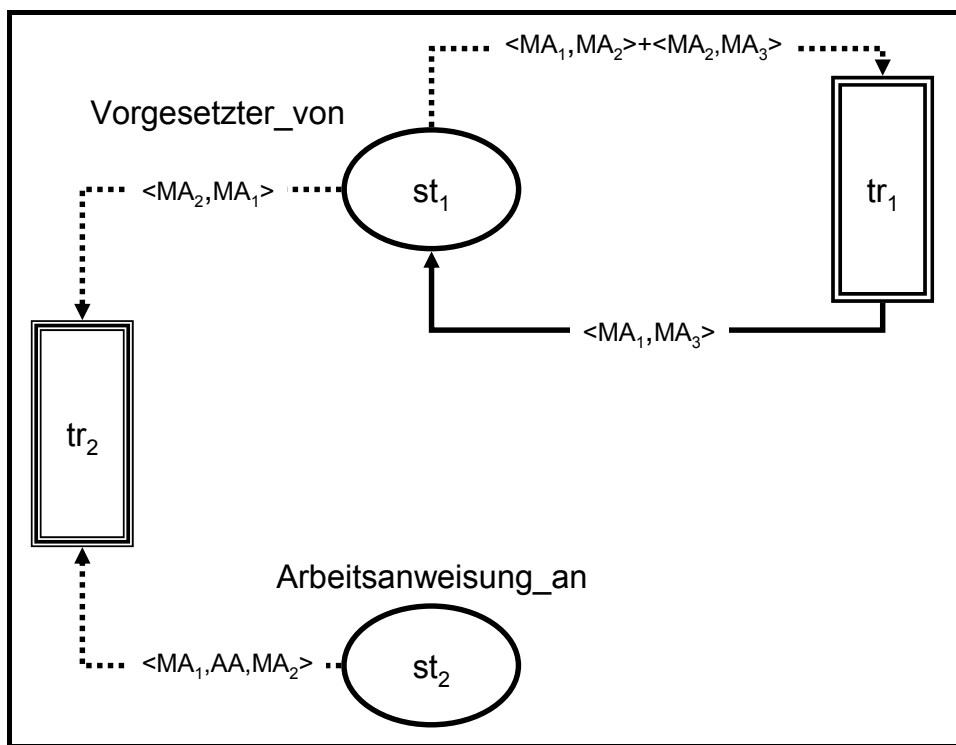 <MA₁,MA₂>+<MA₂,MA₃>
Vorgesetzter_von
<MA₂,MA₁>
st₁
tr₁
<MA₁,MA₃>
tr₂
Arbeitsanweisung_an
<MA₁,AA,MA₂>
st₂